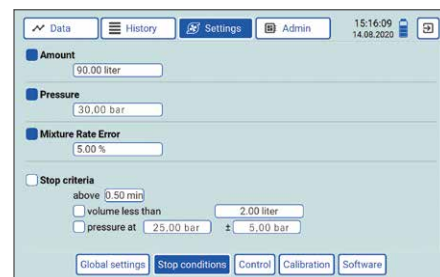 Data History Settings Admin 15:16:09
14.08.2020
Amount
90.00 liter
Pressure
30,00 bar
Mixture Rate Error
5.00 %
Stop criteria
above 0.50 min
volume less than 2.00 liter
pressure at 25,00 bar ± 5,00 bar
Global settings Stop conditions Control Calibration Software